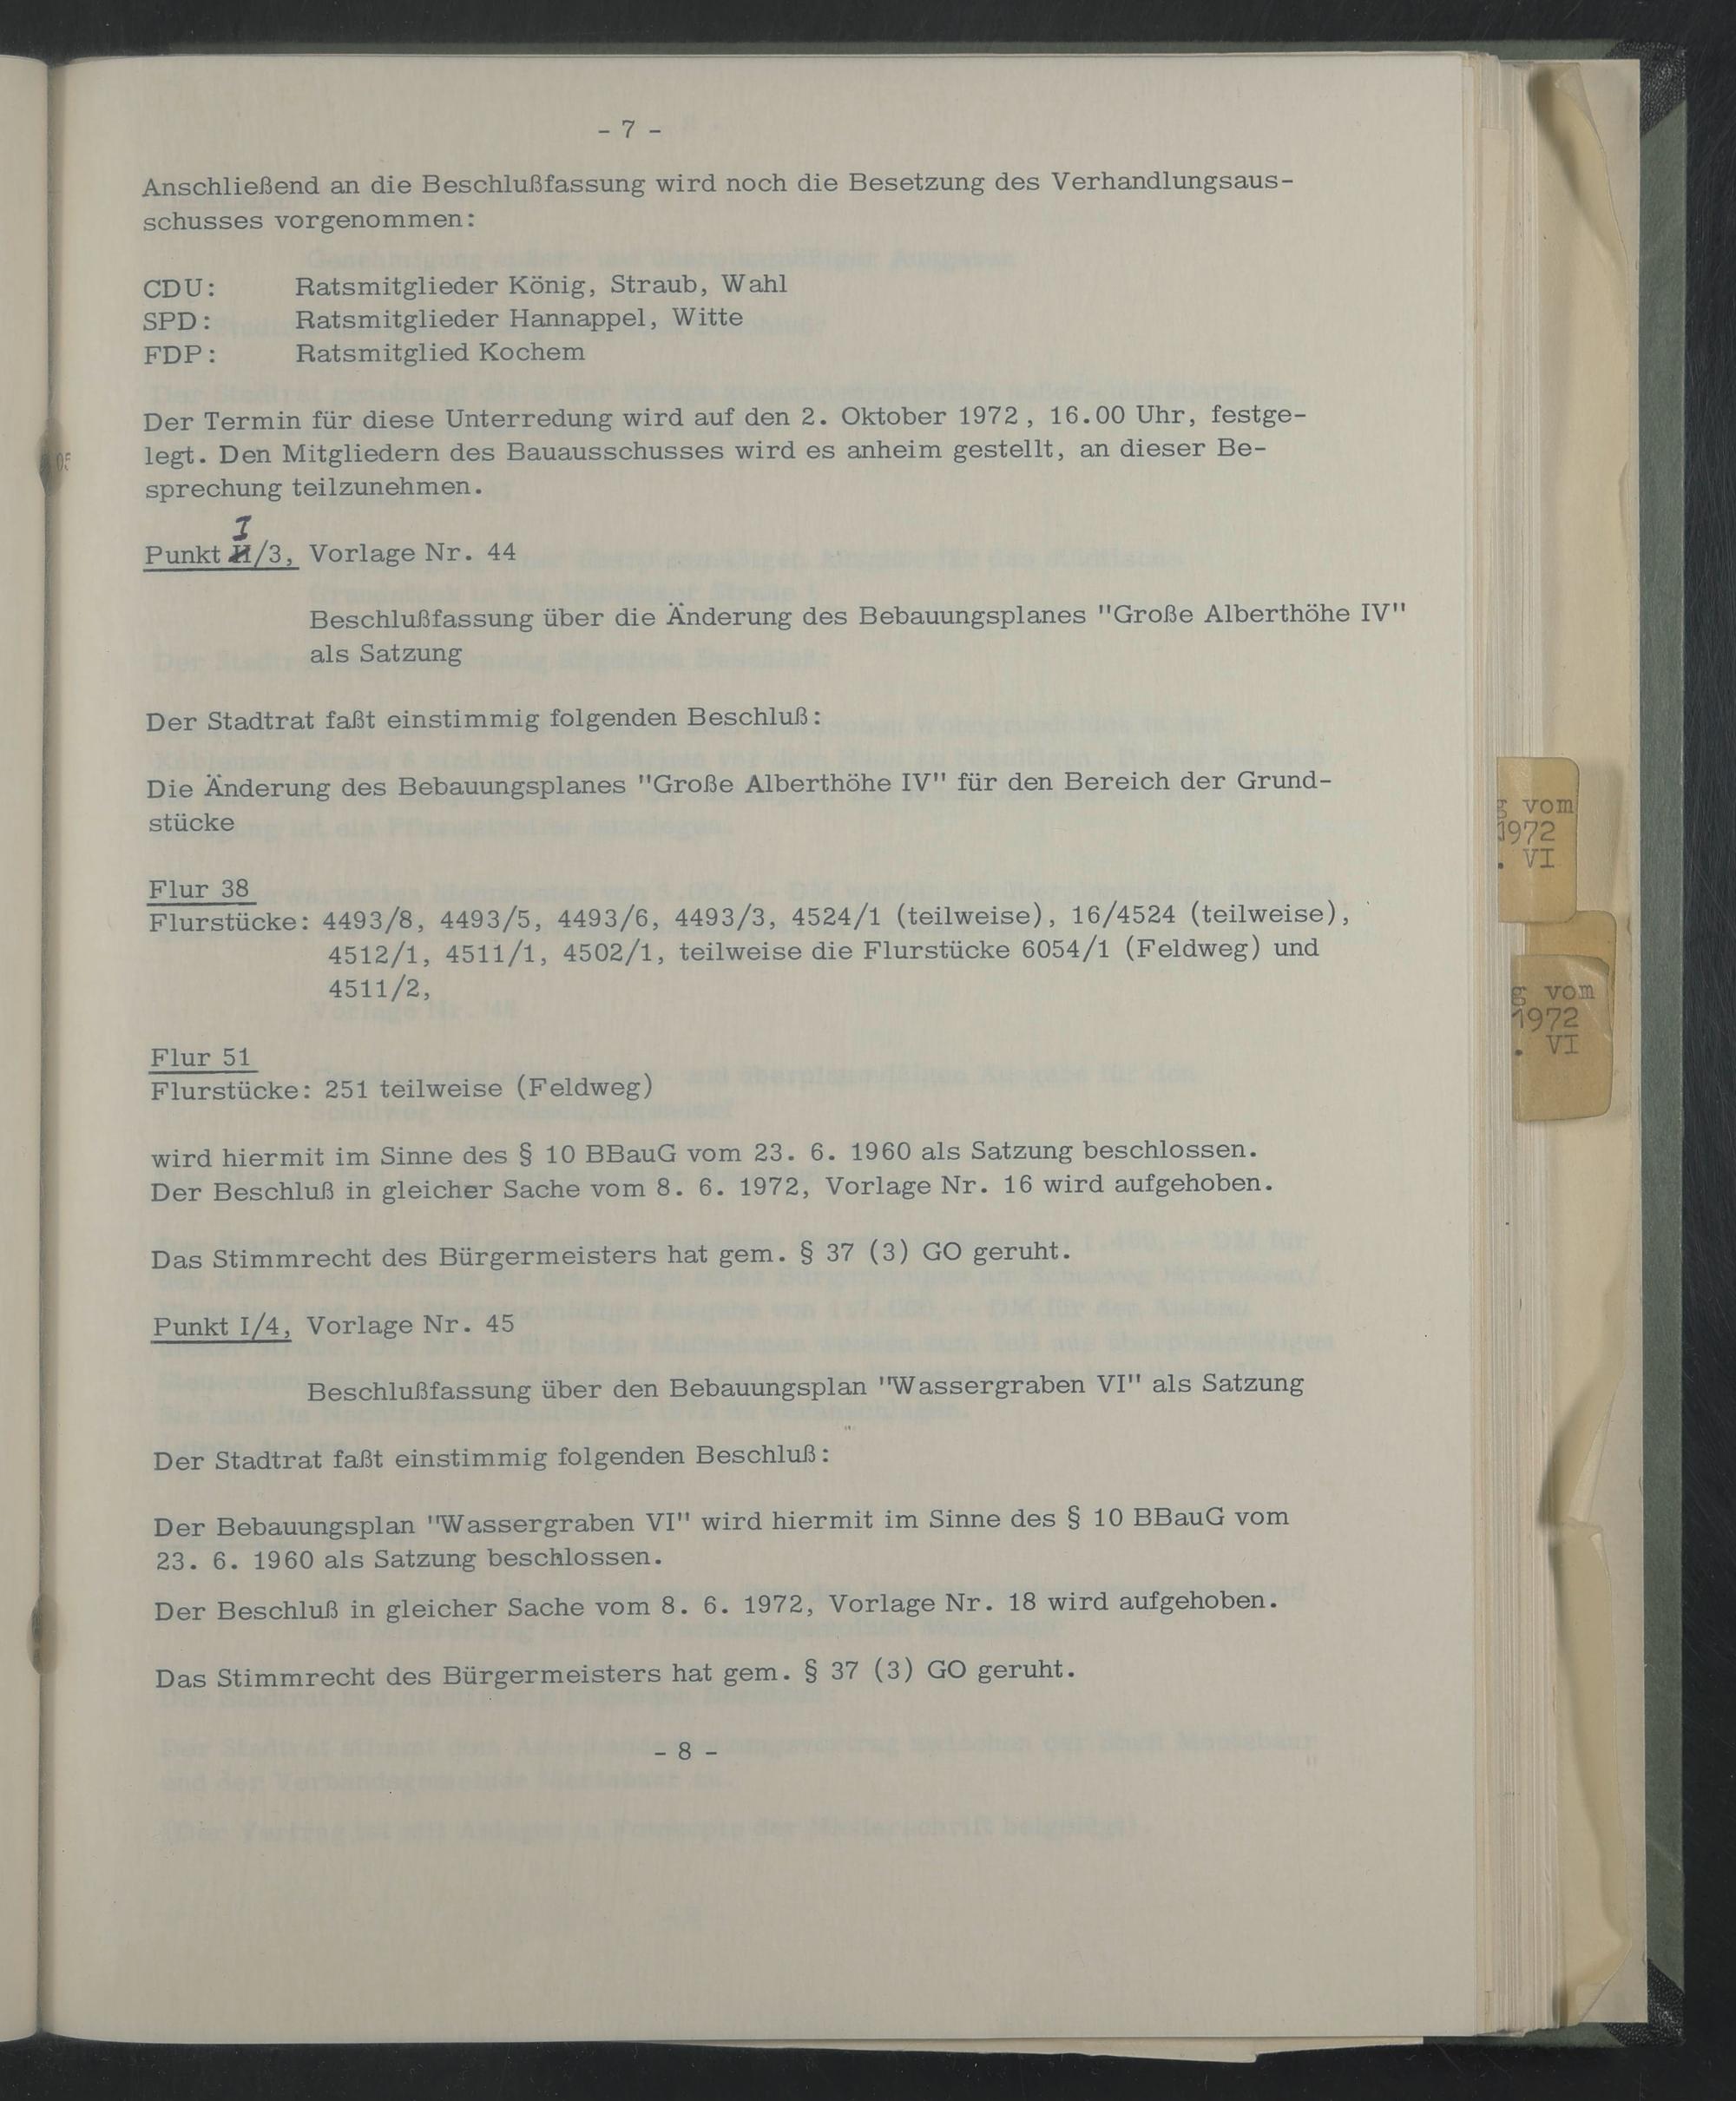 - 7 -
Anschließend an die Beschlußfassung wird noch die Besetzung des Verhandlungsaus-
schusses vorgenommen:
CDU: Ratsmitglieder König, Straub, Wahl
SPD: Ratsmitglieder Hannappel, Witte
FDP: Ratsmitglied Kochem
Der Termin für diese Unterredung wird auf den 2. Oktober 1972, 16.00 Uhr, festge-
legt. Den Mitgliedern des Bauausschusses wird es anheim gestellt, an dieser Be-
sprechung teilzunehmen.
I
Punkt II/3, Vorlage Nr. 44
Beschlußfassung über die Änderung des Bebauungsplanes "Große Alberthöhe IV"
als Satzung
Der Stadtrat faßt einstimmig folgenden Beschluß:
Die Änderung des Bebauungsplanes "Große Alberthöhe IV" für den Bereich der Grund-
stücke
Flur 38
Flurstücke: 4493/8, 4493/5, 4493/6, 4493/3, 4524/1 (teilweise), 16/4524 (teilweise),
4512/1, 4511/1, 4502/1, teilweise die Flurstücke 6054/1 (Feldweg) und
4511/2,
Flur 51
Flurstücke: 251 teilweise (Feldweg)
wird hiermit im Sinne des § 10 BBauG vom 23. 6. 1960 als Satzung beschlossen.
Der Beschluß in gleicher Sache vom 8. 6. 1972, Vorlage Nr. 16 wird aufgehoben.
Das Stimmrecht des Bürgermeisters hat gem. § 37 (3) GO geruht.
Punkt I/4, Vorlage Nr. 45
Beschlußfassung über den Bebauungsplan "Wassergraben VI" als Satzung
Der Stadtrat faßt einstimmig folgenden Beschluß:
Der Bebauungsplan "Wassergraben VI" wird hiermit im Sinne des § 10 BBauG vom
23. 6. 1960 als Satzung beschlossen.
Der Beschluß in gleicher Sache vom 8. 6. 1972, Vorlage Nr. 18 wird aufgehoben.
Das Stimmrecht des Bürgermeisters hat gem. § 37 (3) GO geruht.
- 8 -
g vom
1972
. VI
g vom
1972
. VI